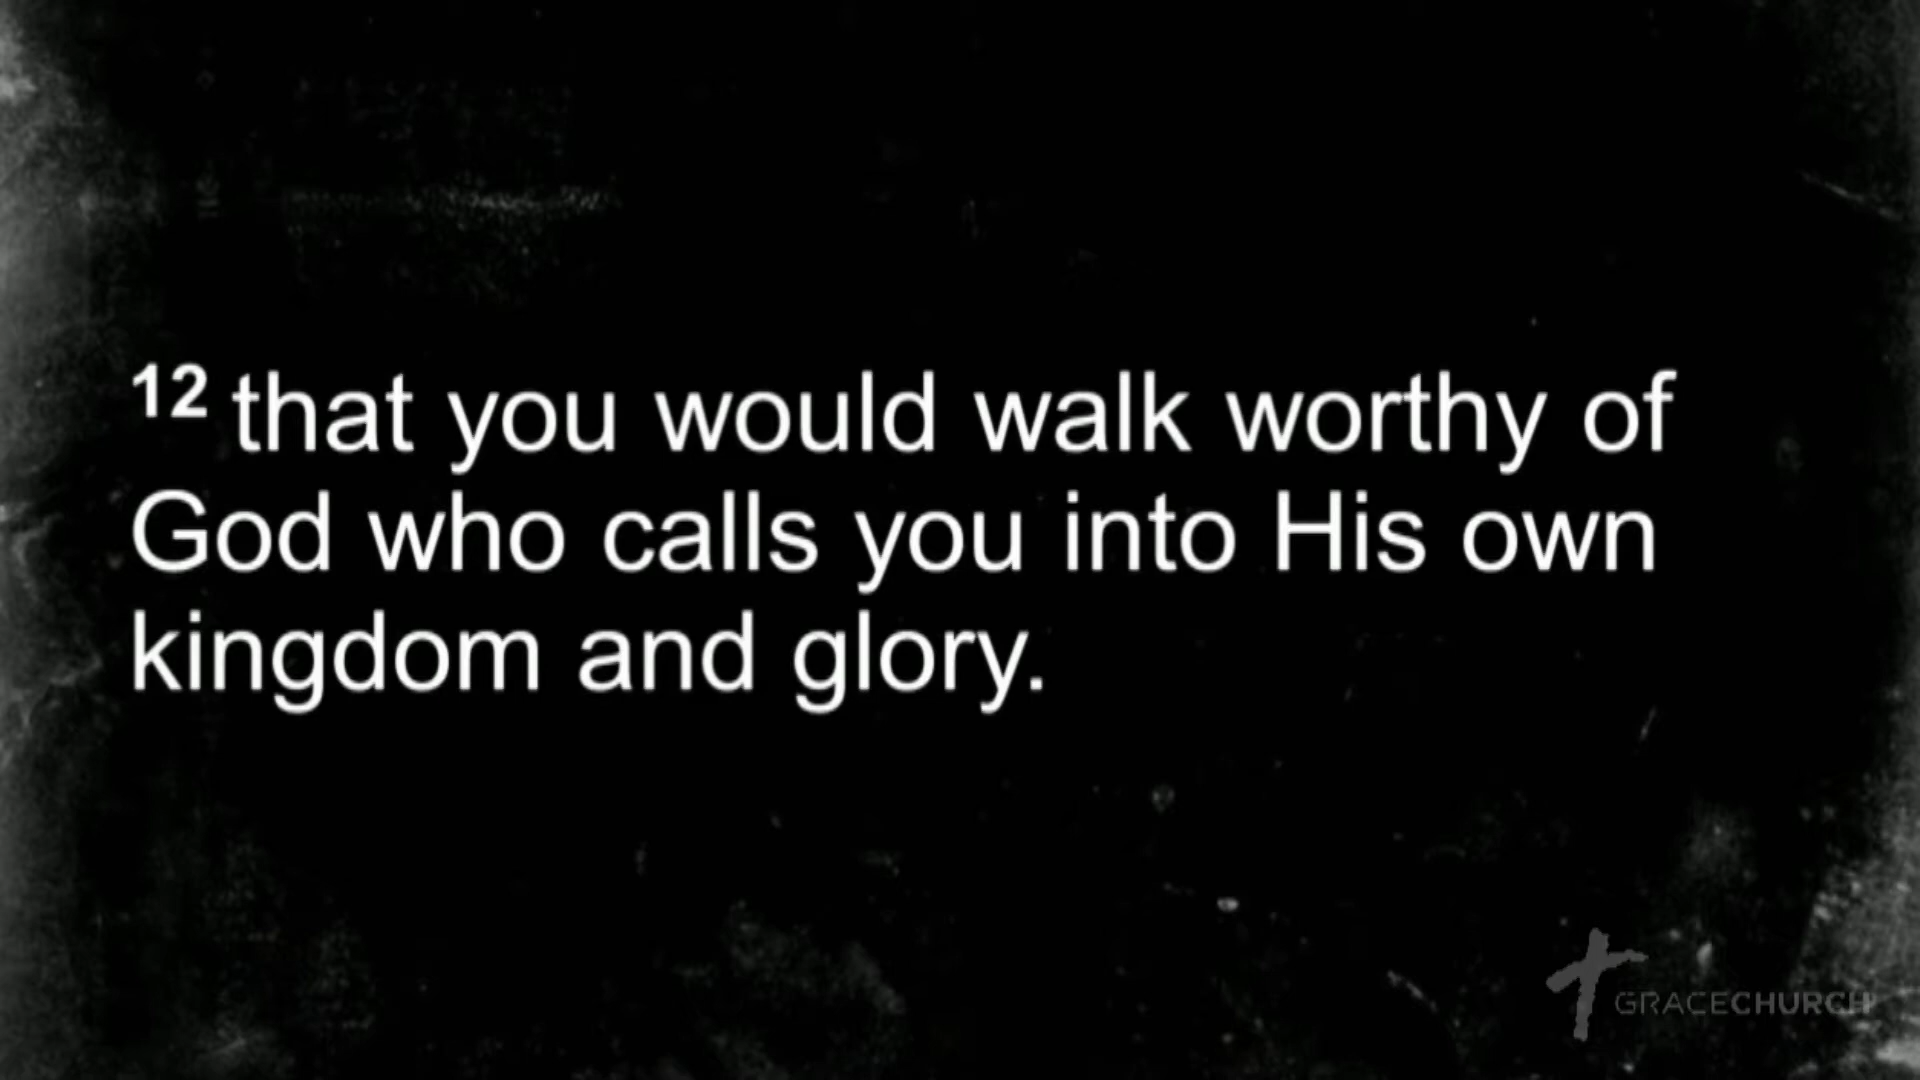 12 that you would walk worthy of
God who calls you into His own
kingdom and glory.
GRACECHURCH